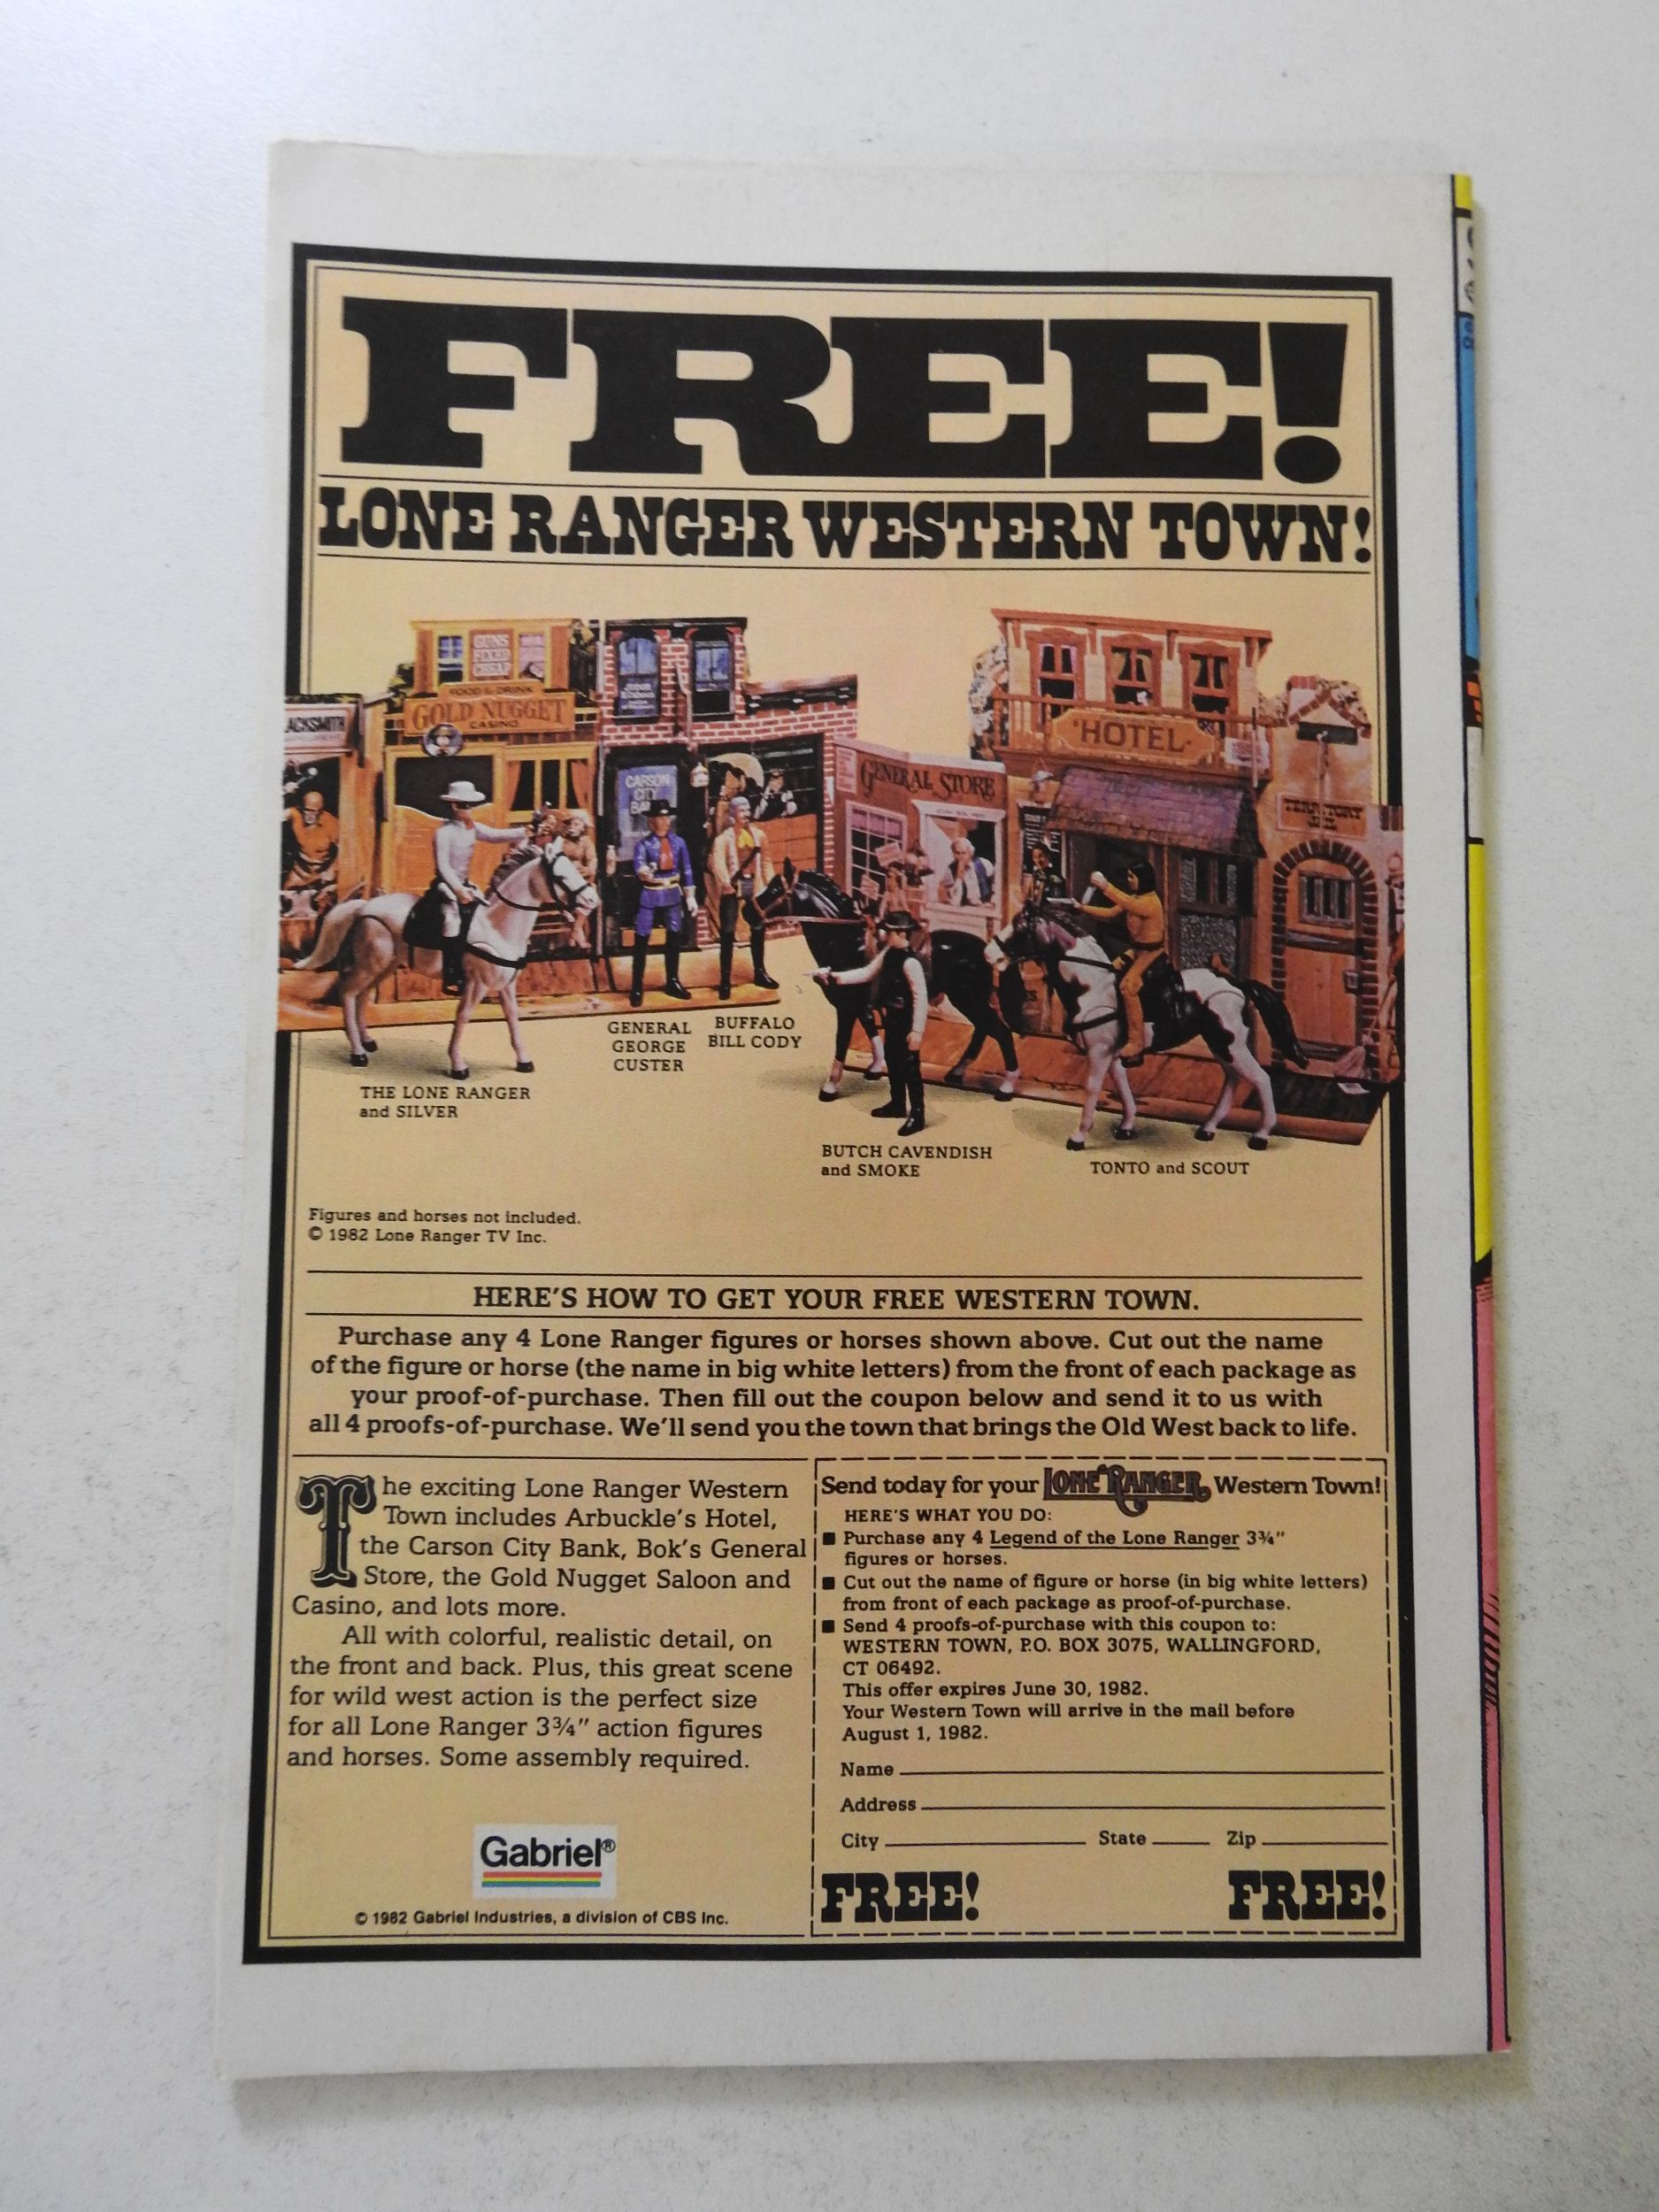 FREE!
LONE RANGER WESTERN TOWN!
GUNS
FIXED
CHEAP
FOOD & DRINK
GOLD NUGGET
CASINO
ACKSMITH
CARSON
CITY
BA
GENERAL STORE
HOTEL
TERRITORY
JAIL
GENERAL
GEORGE
CUSTER
BUFFALO
BILL CODY
THE LONE RANGER
and SILVER
BUTCH CAVENDISH
and SMOKE
TONTO and SCOUT
Figures and horses not included.
© 1982 Lone Ranger TV Inc.
HERE'S HOW TO GET YOUR FREE WESTERN TOWN.
Purchase any 4 Lone Ranger figures or horses shown above. Cut out the name
of the figure or horse (the name in big white letters) from the front of each package as
your proof-of-purchase. Then fill out the coupon below and send it to us with
all 4 proofs-of-purchase. We'll send you the town that brings the Old West back to life.
The exciting Lone Ranger Western
Town includes Arbuckle's Hotel,
the Carson City Bank, Bok's General
Store, the Gold Nugget Saloon and
Casino, and lots more.
All with colorful, realistic detail, on
the front and back. Plus, this great scene
for wild west action is the perfect size
for all Lone Ranger 3¾" action figures
and horses. Some assembly required.
Gabriel®
© 1982 Gabriel Industries, a division of CBS Inc.
Send today for your LONE RANGER Western Town!
HERE'S WHAT YOU DO:
■ Purchase any 4 Legend of the Lone Ranger 3¾"
figures or horses.
■ Cut out the name of figure or horse (in big white letters)
from front of each package as proof-of-purchase.
■ Send 4 proofs-of-purchase with this coupon to:
WESTERN TOWN, P.O. BOX 3075, WALLINGFORD,
CT 06492.
This offer expires June 30, 1982.
Your Western Town will arrive in the mail before
August 1, 1982.
Name
Address
City State Zip
FREE! FREE!